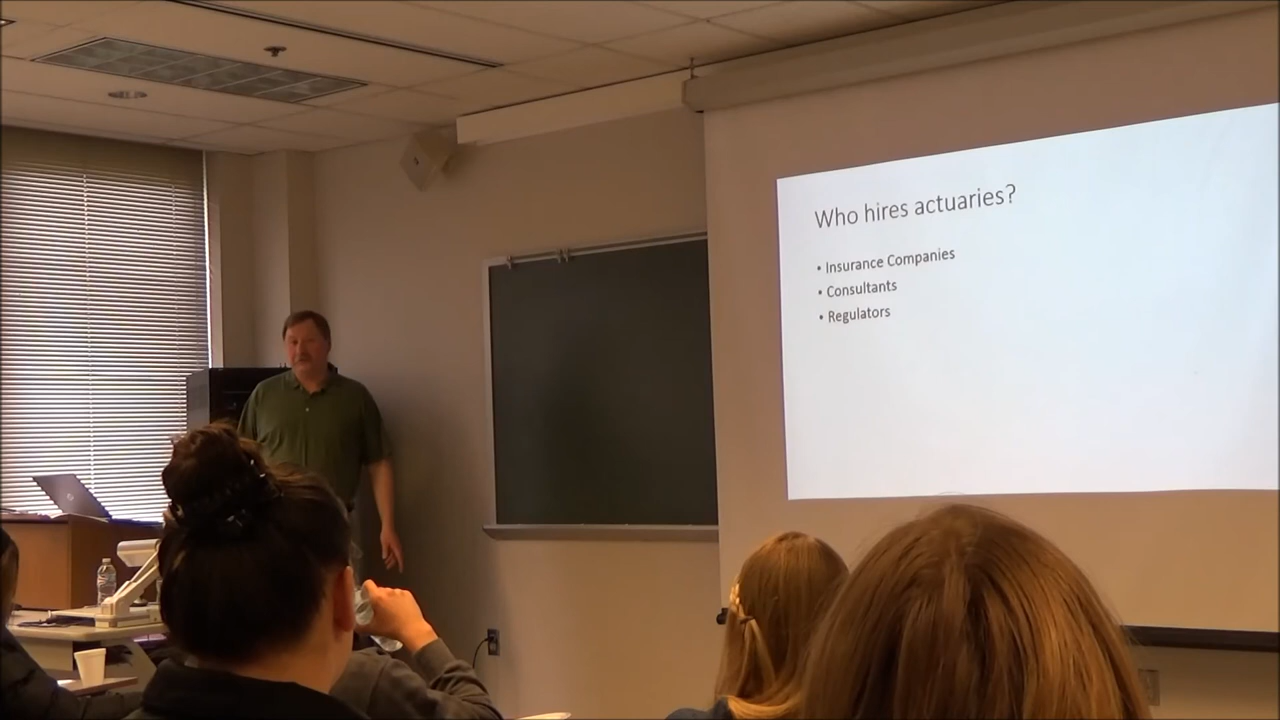 Who hires actuaries?
• Insurance Companies
• Consultants
• Regulators